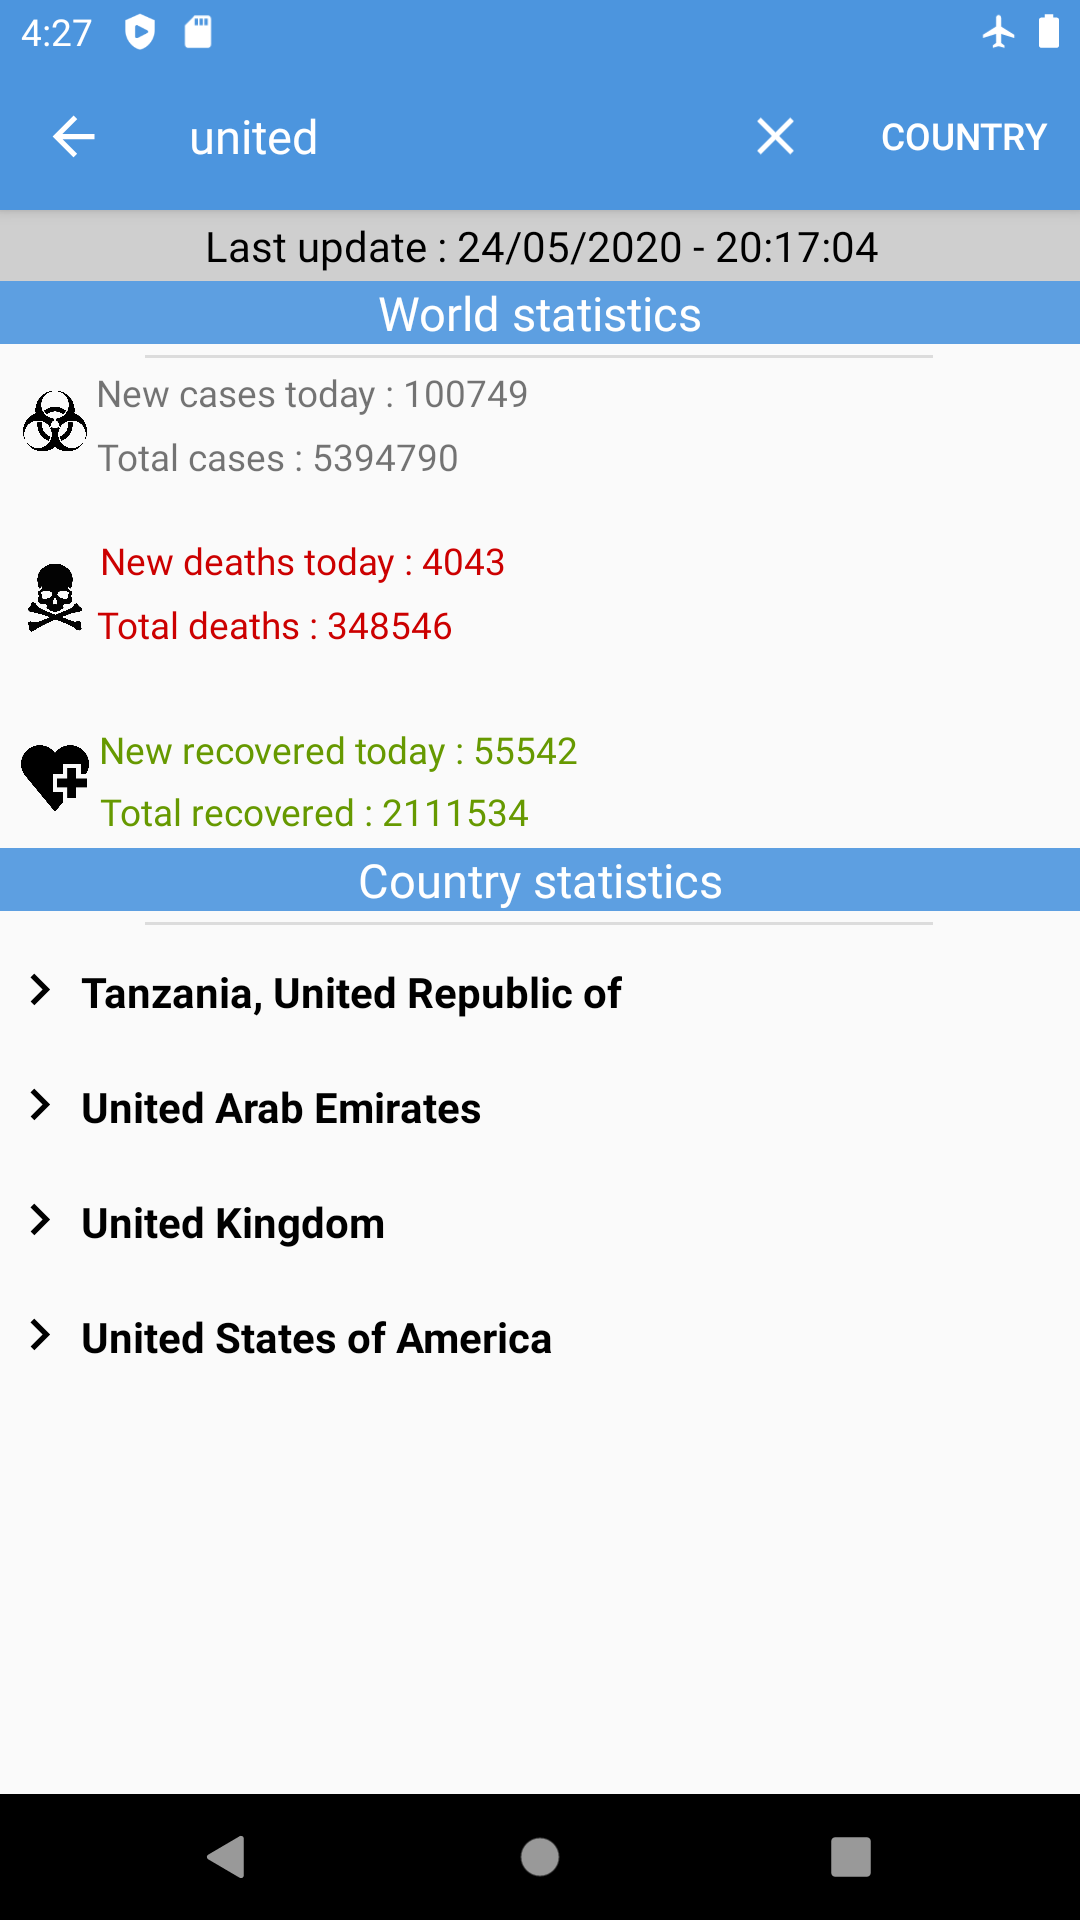 4:27
united
COUNTRY
Last update : 24/05/2020 - 20:17:04
World statistics
New cases today : 100749
Total cases : 5394790
New deaths today : 4043
Total deaths : 348546
New recovered today : 55542
Total recovered : 2111534
Country statistics
Tanzania, United Republic of
United Arab Emirates
United Kingdom
United States of America